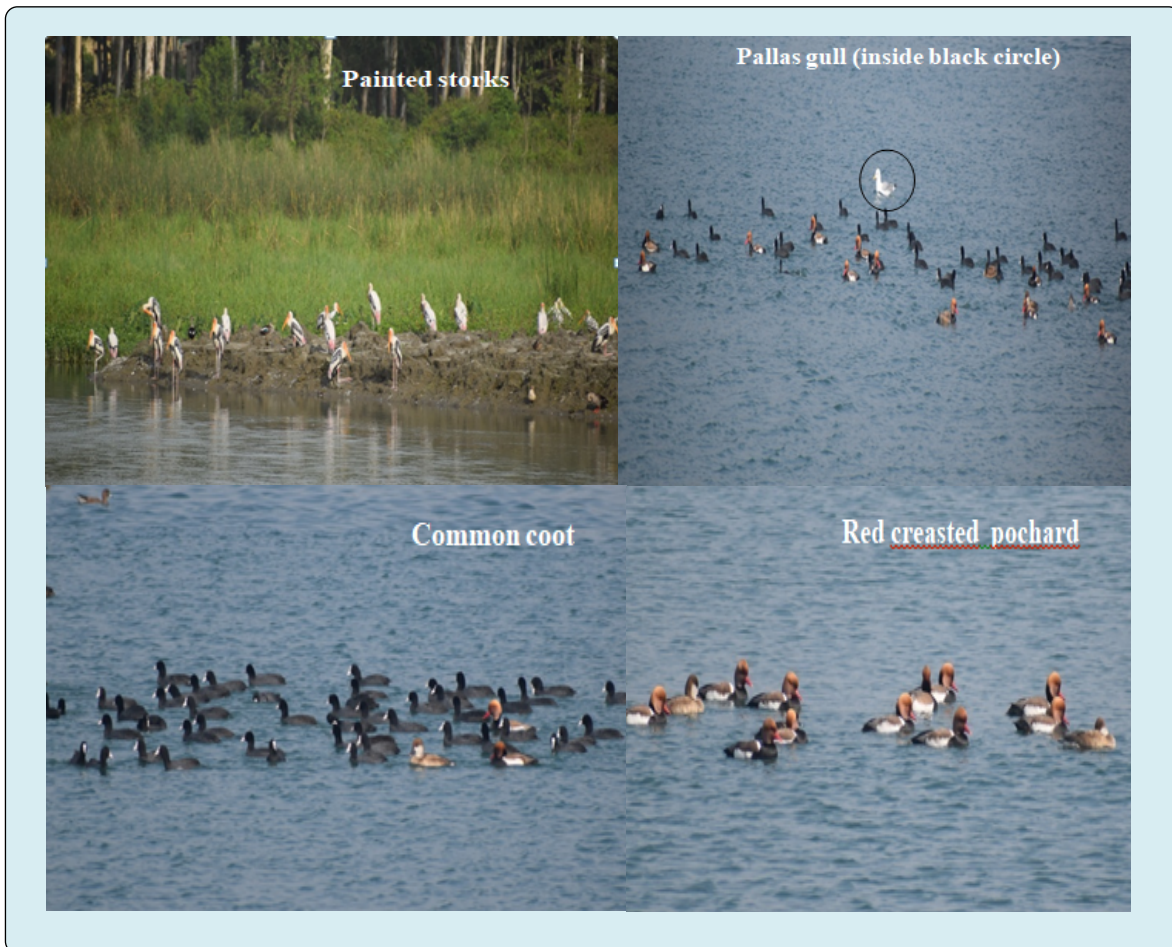 Painted storks
Pallas gull (inside black circle)
Common coot
Red creasted pochard